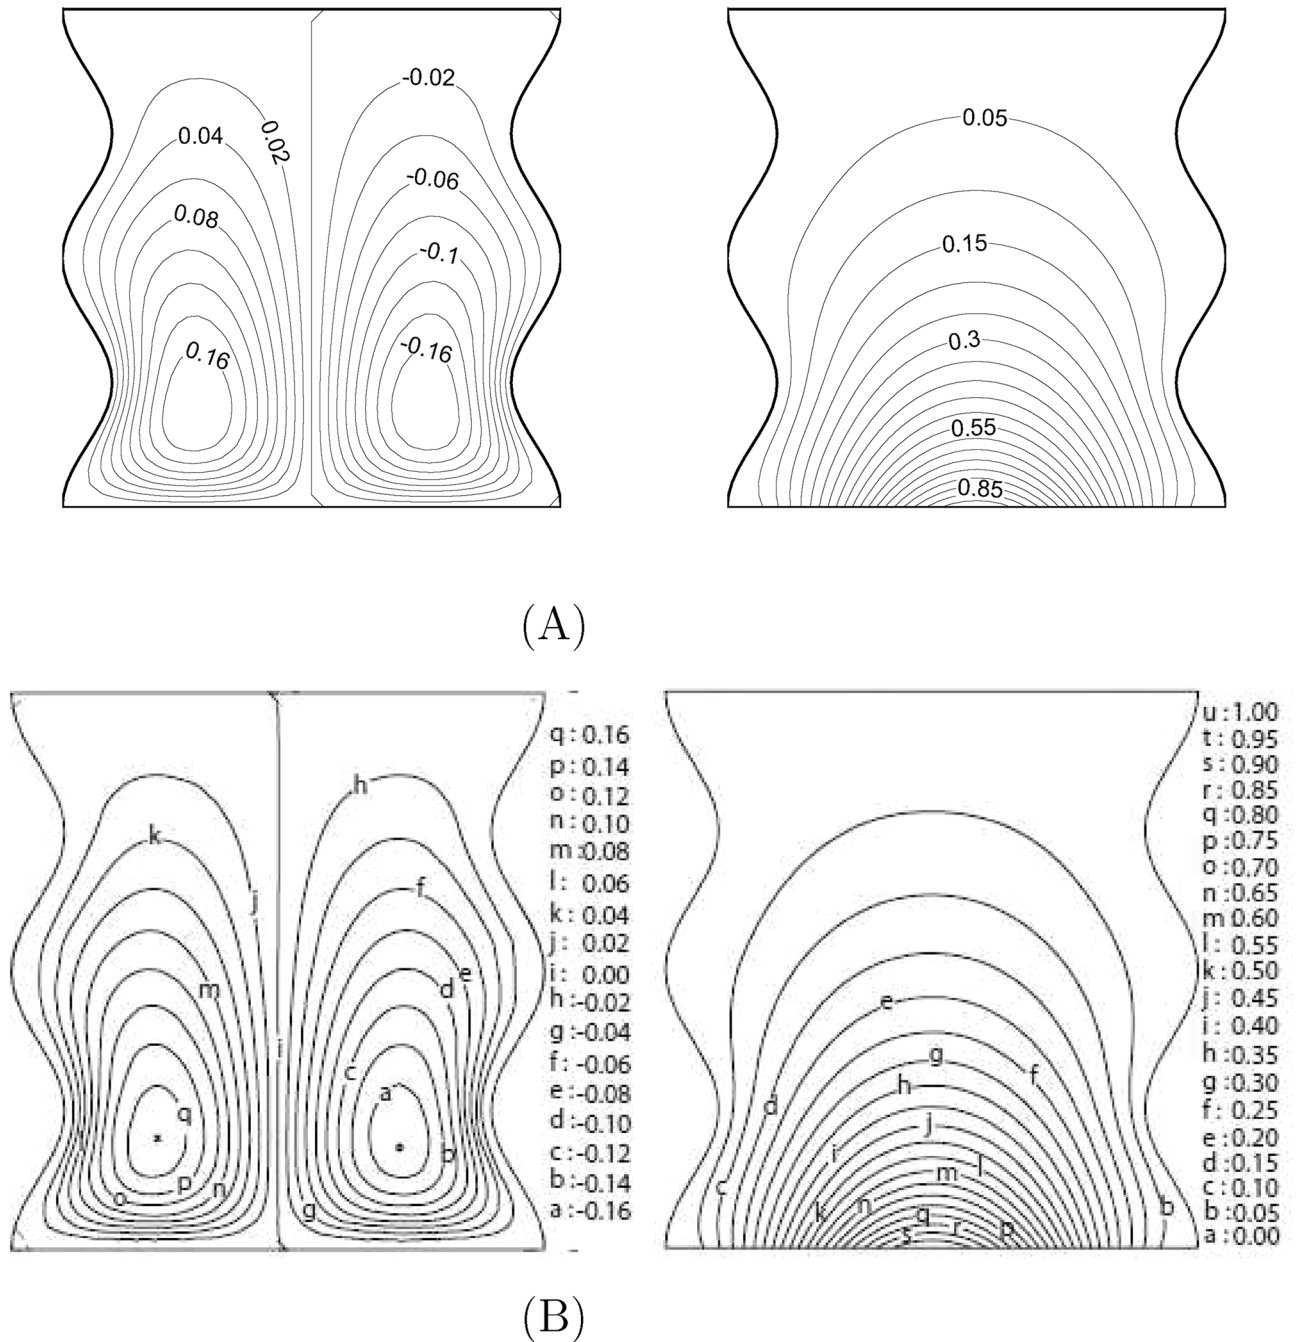 -0.02
0.04
0.02
-0.06
0.08
-0.1
0.16
-0.16
0.05
0.15
0.3
0.55
0.85
(A)
h
k
f
j
e
m
d
i
c
a
q
b
o
p
n
g
q : 0.16
p : 0.14
o : 0.12
n : 0.10
m :0.08
l : 0.06
k : 0.04
j : 0.02
i : 0.00
h :-0.02
g :-0.04
f : -0.06
e :-0.08
d :-0.10
c :-0.12
b :-0.14
a :-0.16
e
g
f
h
d
j
i
l
m
c
n
k
q
b
s
r
p
u : 1.00
t : 0.95
s : 0.90
r : 0.85
q : 0.80
p : 0.75
o : 0.70
n : 0.65
m 0.60
l : 0.55
k : 0.50
j : 0.45
i : 0.40
h : 0.35
g : 0.30
f : 0.25
e : 0.20
d : 0.15
c : 0.10
b : 0.05
a : 0.00
(B)